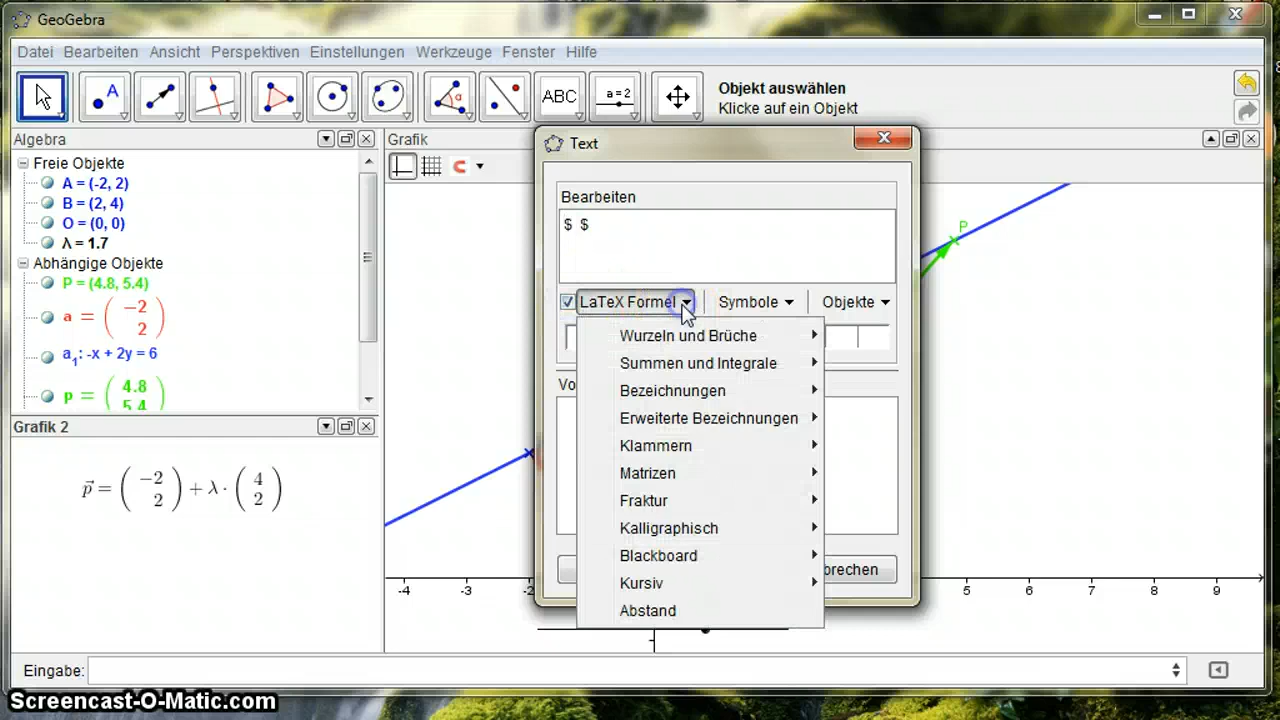 GeoGebra
Datei Bearbeiten Ansicht Perspektiven Einstellungen Werkzeuge Fenster Hilfe
A ABC a=2 α
Objekt auswählen
Klicke auf ein Objekt
Algebra
Freie Objekte
A = (-2, 2)
B = (2, 4)
O = (0, 0)
λ = 1.7
Abhängige Objekte
P = (4.8, 5.4)
a = ( −2
2 )
a₁: -x + 2y = 6
p = ( 4.8
5.4 )
Grafik 2
p⃗ = ( −2 2 ) + λ · ( 4 2 )
Grafik
P
-4 -3 -2 5 6 7 8 9
Text
Bearbeiten
$ $
LaTeX Formel Symbole Objekte
Wurzeln und Brüche
Summen und Integrale
Bezeichnungen
Erweiterte Bezeichnungen
Klammern
Matrizen
Fraktur
Kalligraphisch
Blackboard
Kursiv
Abstand
Vo
brechen
Eingabe:
Screencast-O-Matic.com